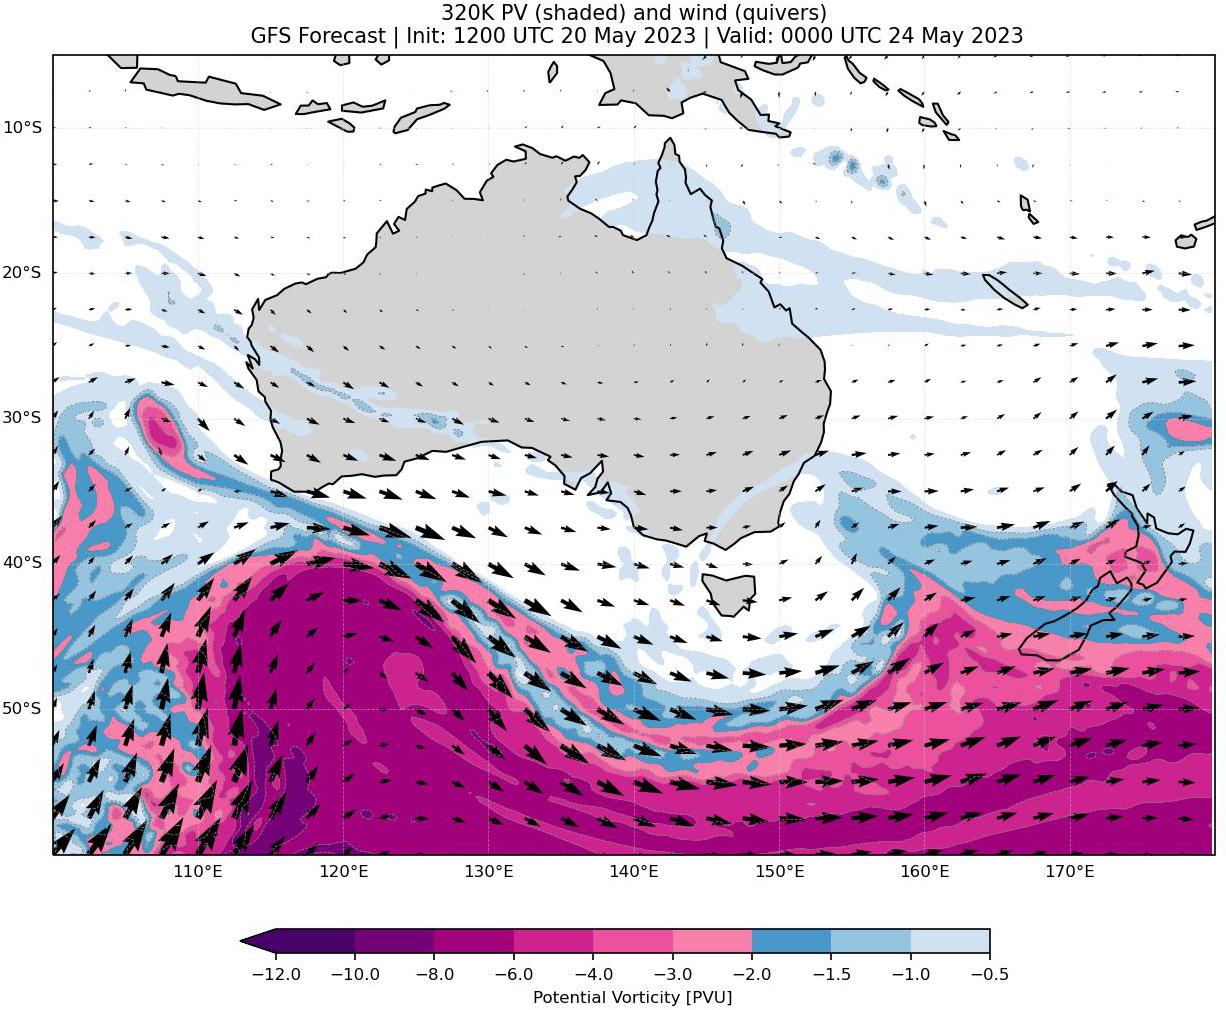 320K PV (shaded) and wind (quivers)
GFS Forecast | Init: 1200 UTC 20 May 2023 | Valid: 0000 UTC 24 May 2023
10°S
20°S
30°S
40°S
50°S
110°E 120°E 130°E 140°E 150°E 160°E 170°E
−12.0 −10.0 −8.0 −6.0 −4.0 −3.0 −2.0 −1.5 −1.0 −0.5
Potential Vorticity [PVU]